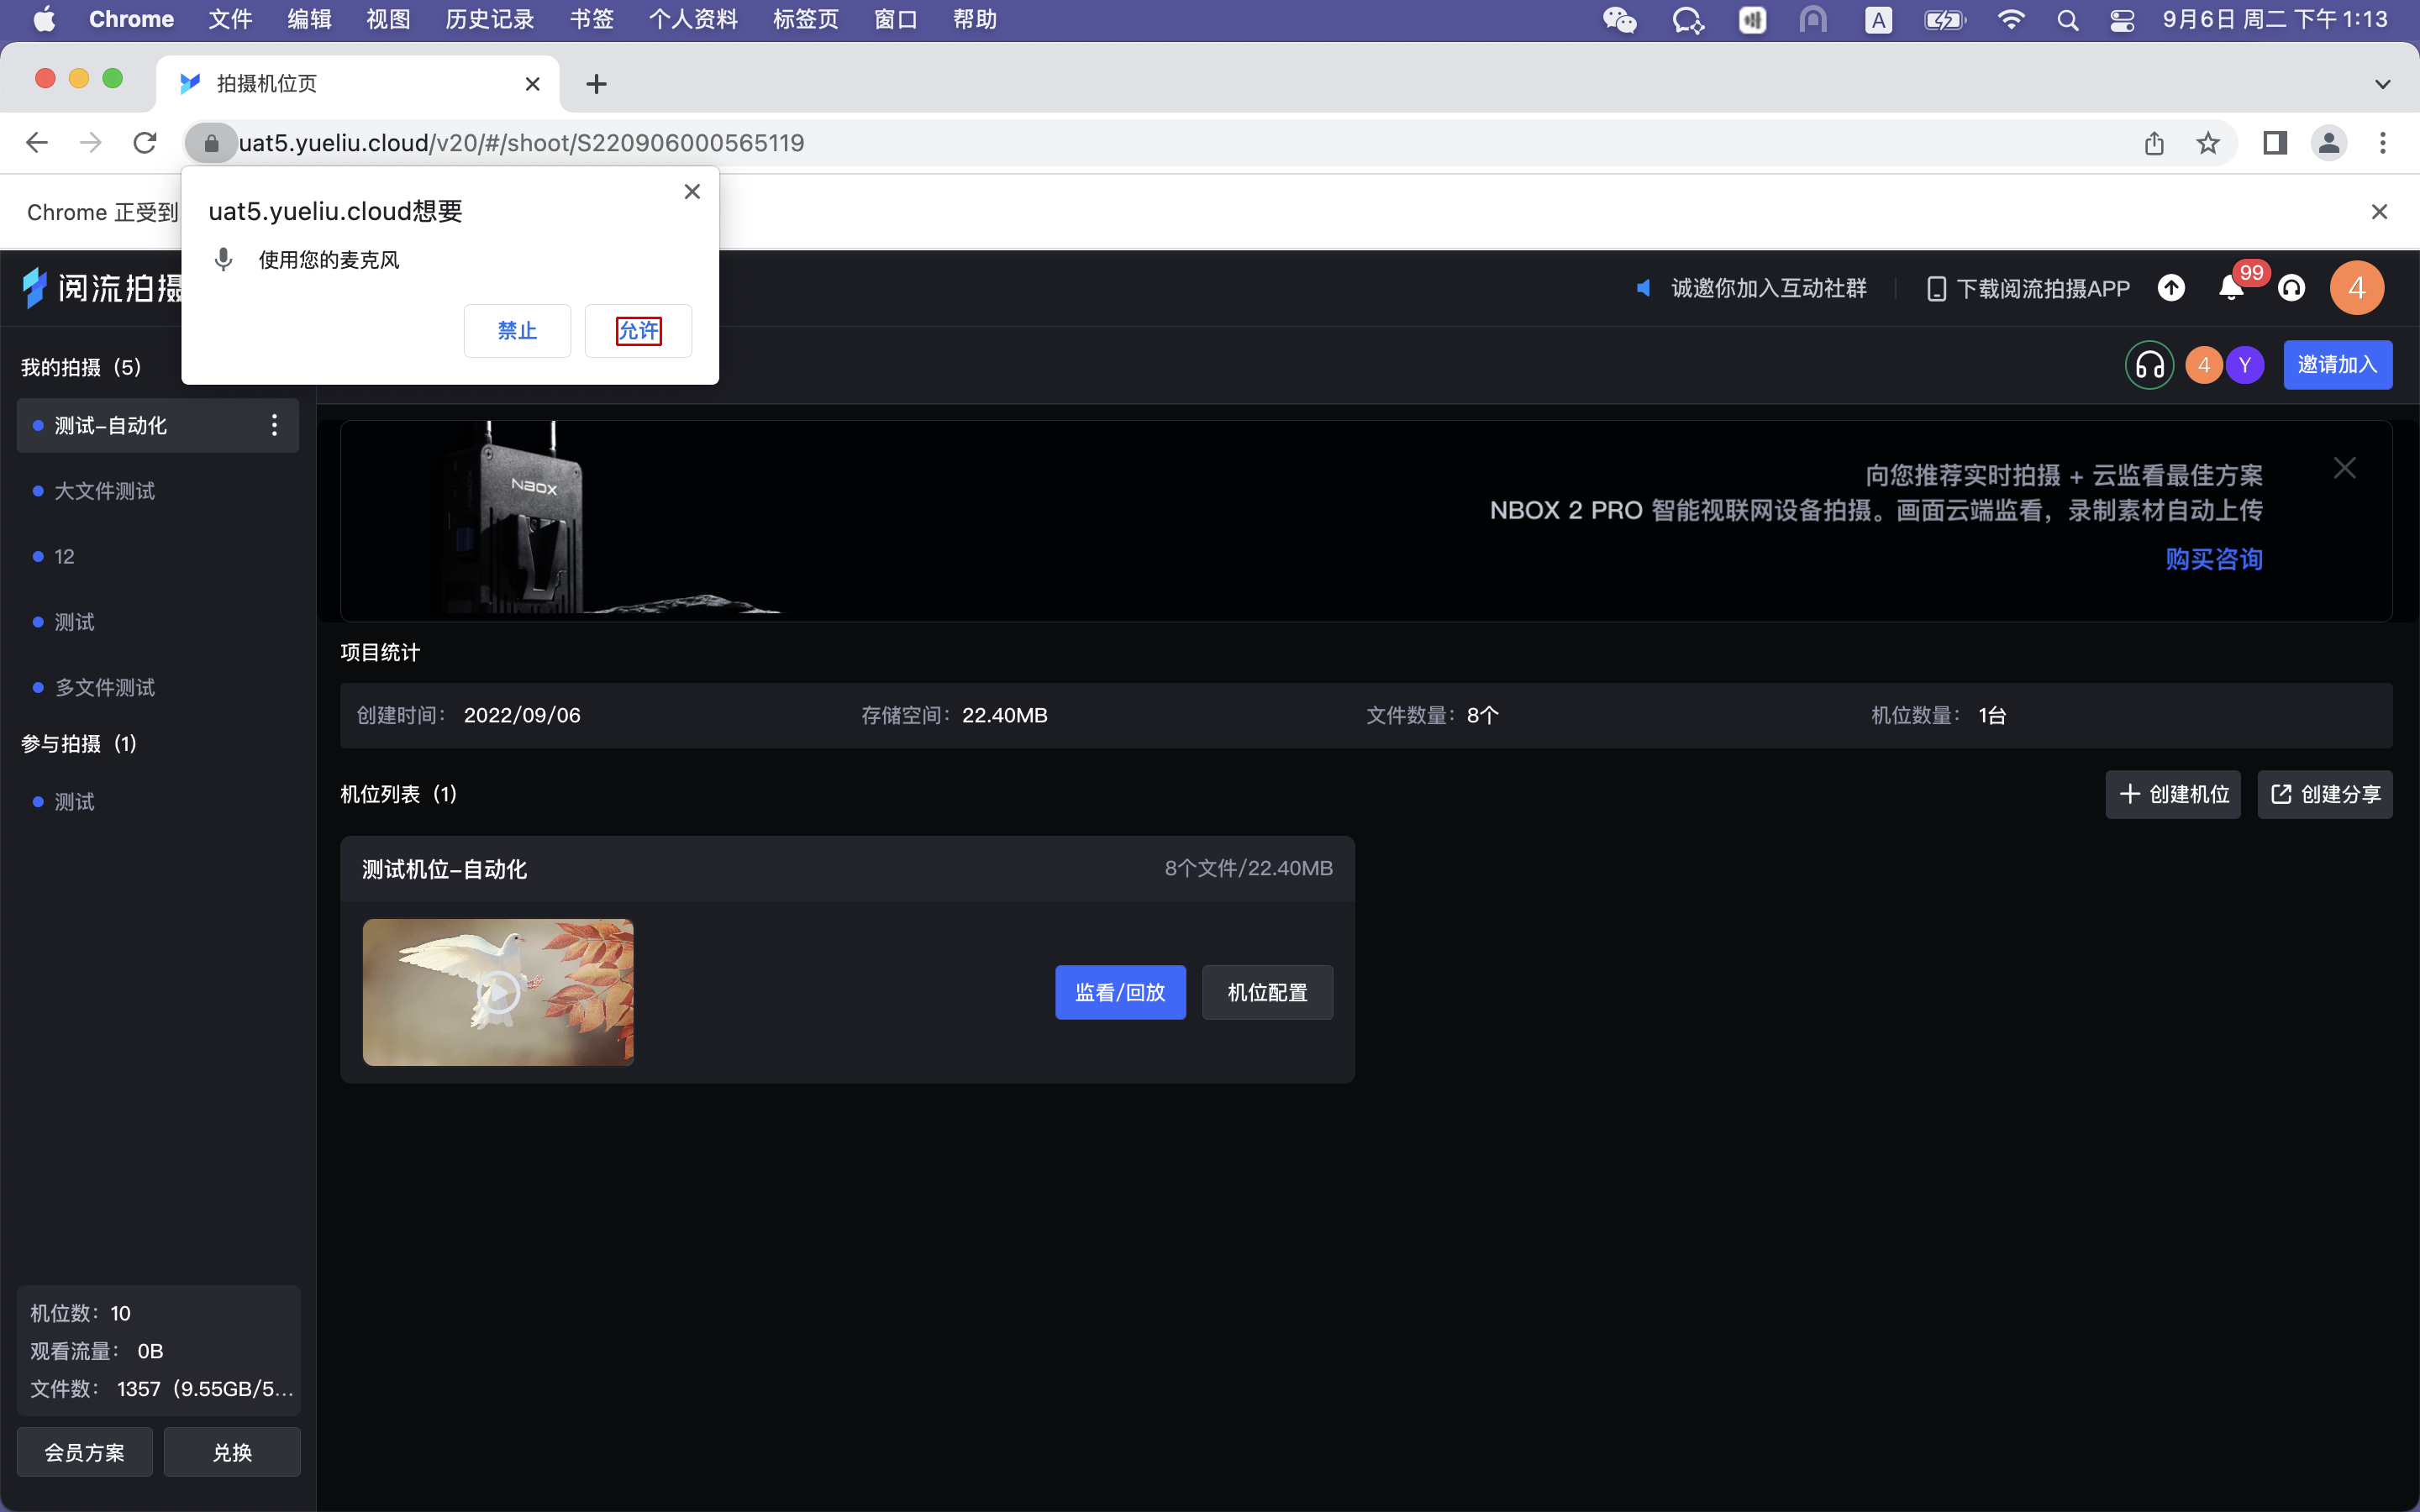 Chrome 文件 编辑 视图 历史记录 书签 个人资料 标签页 窗口 帮助 A 9月6日 周二 下午 1:13
拍摄机位页
uat5.yueliu.cloud/v20/#/shoot/S220906000565119
Chrome 正受到
uat5.yueliu.cloud想要
使用您的麦克风
禁止 允许
阅流拍摄
诚邀你加入互动社群 下载阅流拍摄APP 99 4
我的拍摄（5）
4 Y 邀请加入
测试-自动化
大文件测试
12
测试
多文件测试
参与拍摄（1）
测试
NBOX
向您推荐实时拍摄 + 云监看最佳方案
NBOX 2 PRO 智能视联网设备拍摄。画面云端监看，录制素材自动上传
购买咨询
项目统计
创建时间： 2022/09/06 存储空间：22.40MB 文件数量：8个 机位数量： 1台
机位列表（1） 创建机位 创建分享
测试机位-自动化 8个文件/22.40MB
监看/回放 机位配置
机位数：10
观看流量： 0B
文件数： 1357（9.55GB/5...
会员方案 兑换